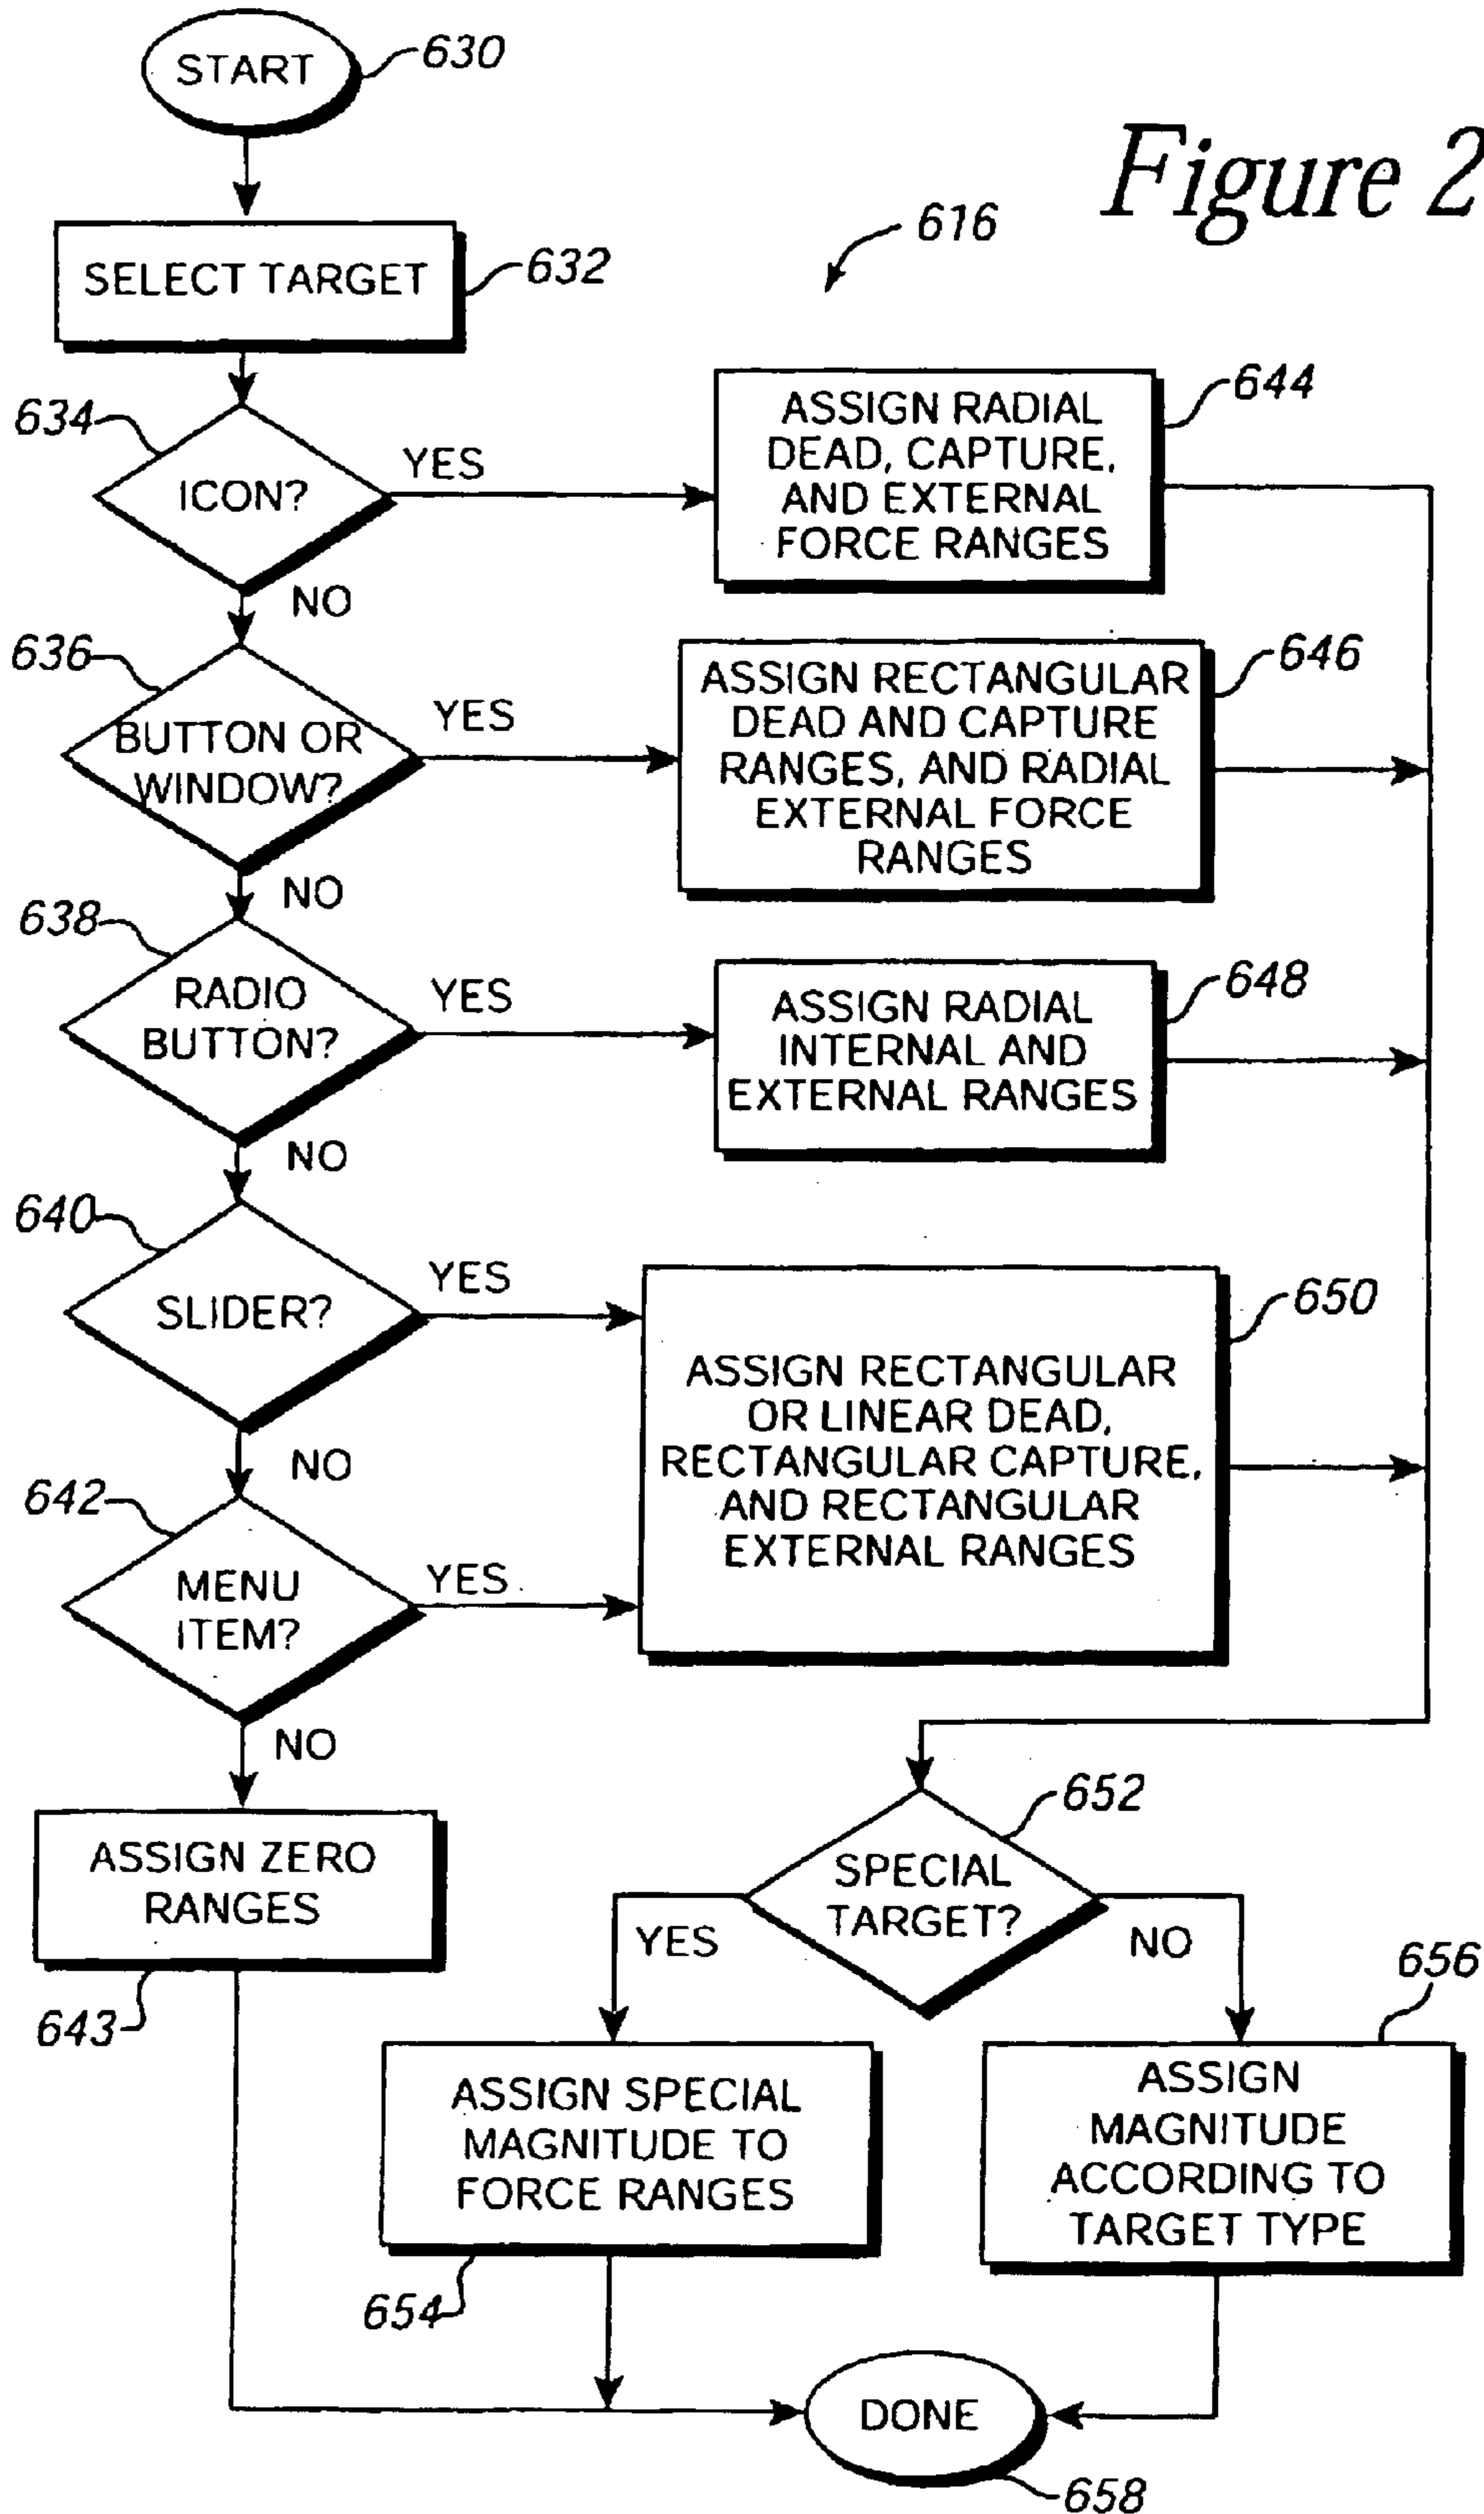 START
630
Figure 2
616
SELECT TARGET
632
634
ICON?
YES
NO
ASSIGN RADIAL
DEAD, CAPTURE,
AND EXTERNAL
FORCE RANGES
644
636
BUTTON OR
WINDOW?
YES
NO
ASSIGN RECTANGULAR
DEAD AND CAPTURE
RANGES, AND RADIAL
EXTERNAL FORCE
RANGES
646
638
RADIO
BUTTON?
YES
NO
ASSIGN RADIAL
INTERNAL AND
EXTERNAL RANGES
648
640
SLIDER?
YES
NO
ASSIGN RECTANGULAR
OR LINEAR DEAD,
RECTANGULAR CAPTURE,
AND RECTANGULAR
EXTERNAL RANGES
650
642
MENU
ITEM?
YES
NO
ASSIGN ZERO
RANGES
643
652
SPECIAL
TARGET?
YES
NO
656
ASSIGN SPECIAL
MAGNITUDE TO
FORCE RANGES
654
ASSIGN
MAGNITUDE
ACCORDING TO
TARGET TYPE
DONE
658